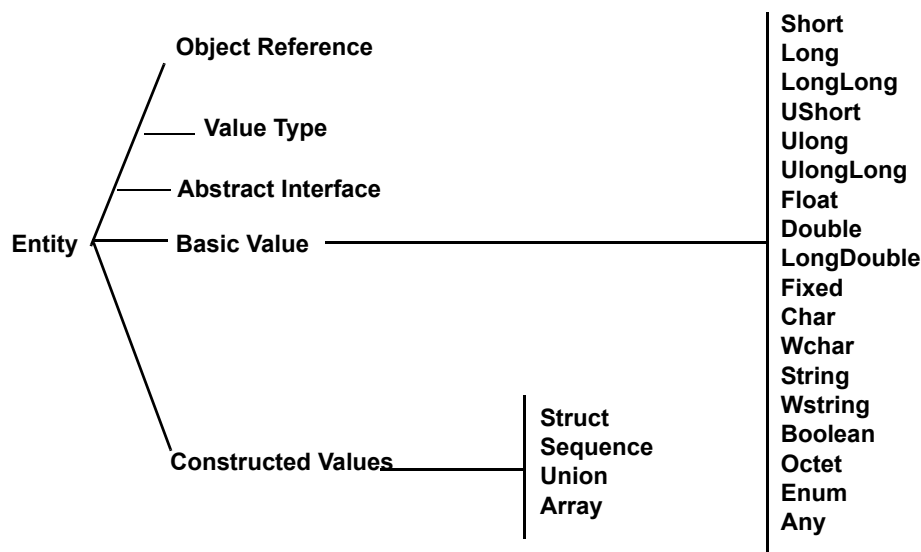 Object Reference
Value Type
Abstract Interface
Entity
Basic Value
Constructed Values
Struct
Sequence
Union
Array
Short
Long
LongLong
UShort
Ulong
UlongLong
Float
Double
LongDouble
Fixed
Char
Wchar
String
Wstring
Boolean
Octet
Enum
Any